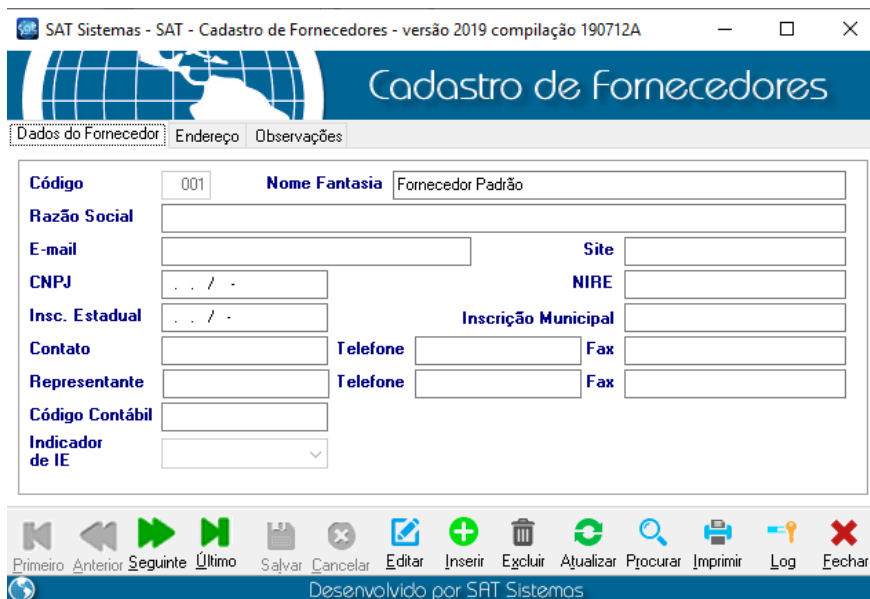 SAT Sistemas - SAT - Cadastro de Fornecedores - versão 2019 compilação 190712A
Cadastro de Fornecedores
Dados do Fornecedor Endereço Observações
Código 001 Nome Fantasia Fornecedor Padrão
Razão Social
E-mail Site
CNPJ . . / - NIRE
Insc. Estadual . . / - Inscrição Municipal
Contato Telefone Fax
Representante Telefone Fax
Código Contábil
Indicador
de IE
Primeiro Anterior Seguinte Último Salvar Cancelar Editar Inserir Excluir Atualizar Procurar Imprimir Log Fechar
Desenvolvido por SAT Sistemas